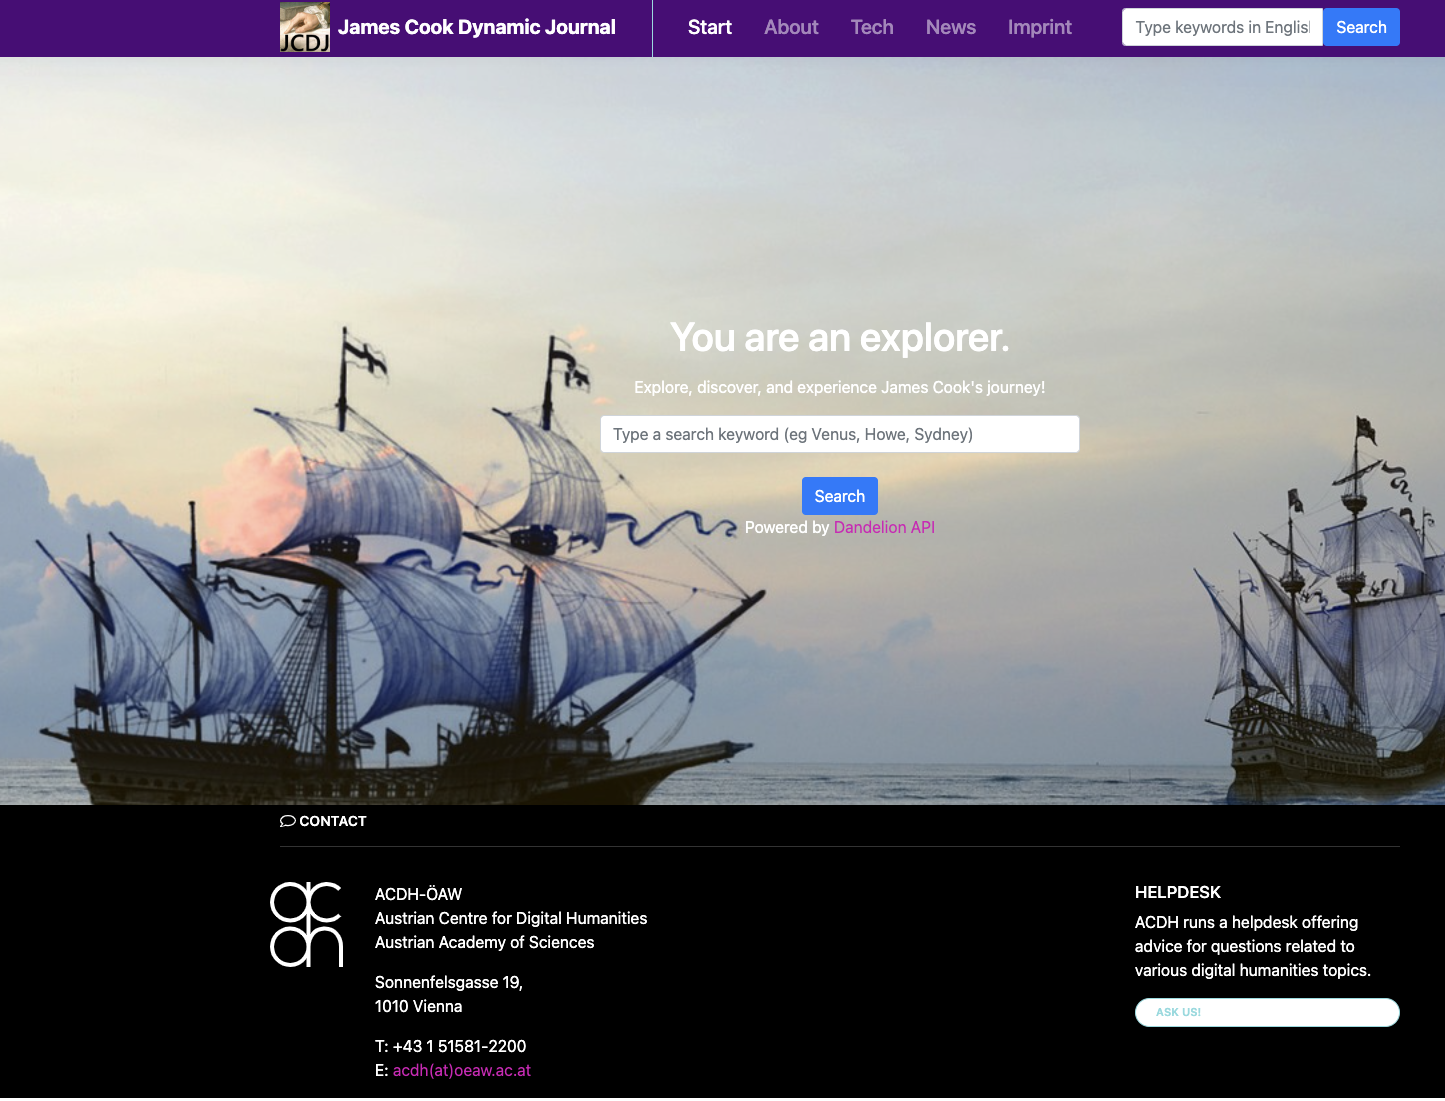 JCDJ
James Cook Dynamic Journal
Start
About
Tech
News
Imprint
Type keywords in Englis
Search
You are an explorer.
Explore, discover, and experience James Cook's journey!
Type a search keyword (eg Venus, Howe, Sydney)
Search
Powered by Dandelion API
CONTACT
acdh
ACDH-ÖAW
Austrian Centre for Digital Humanities
Austrian Academy of Sciences
Sonnenfelsgasse 19,
1010 Vienna
T: +43 1 51581-2200
E: acdh(at)oeaw.ac.at
HELPDESK
ACDH runs a helpdesk offering
advice for questions related to
various digital humanities topics.
ASK US!